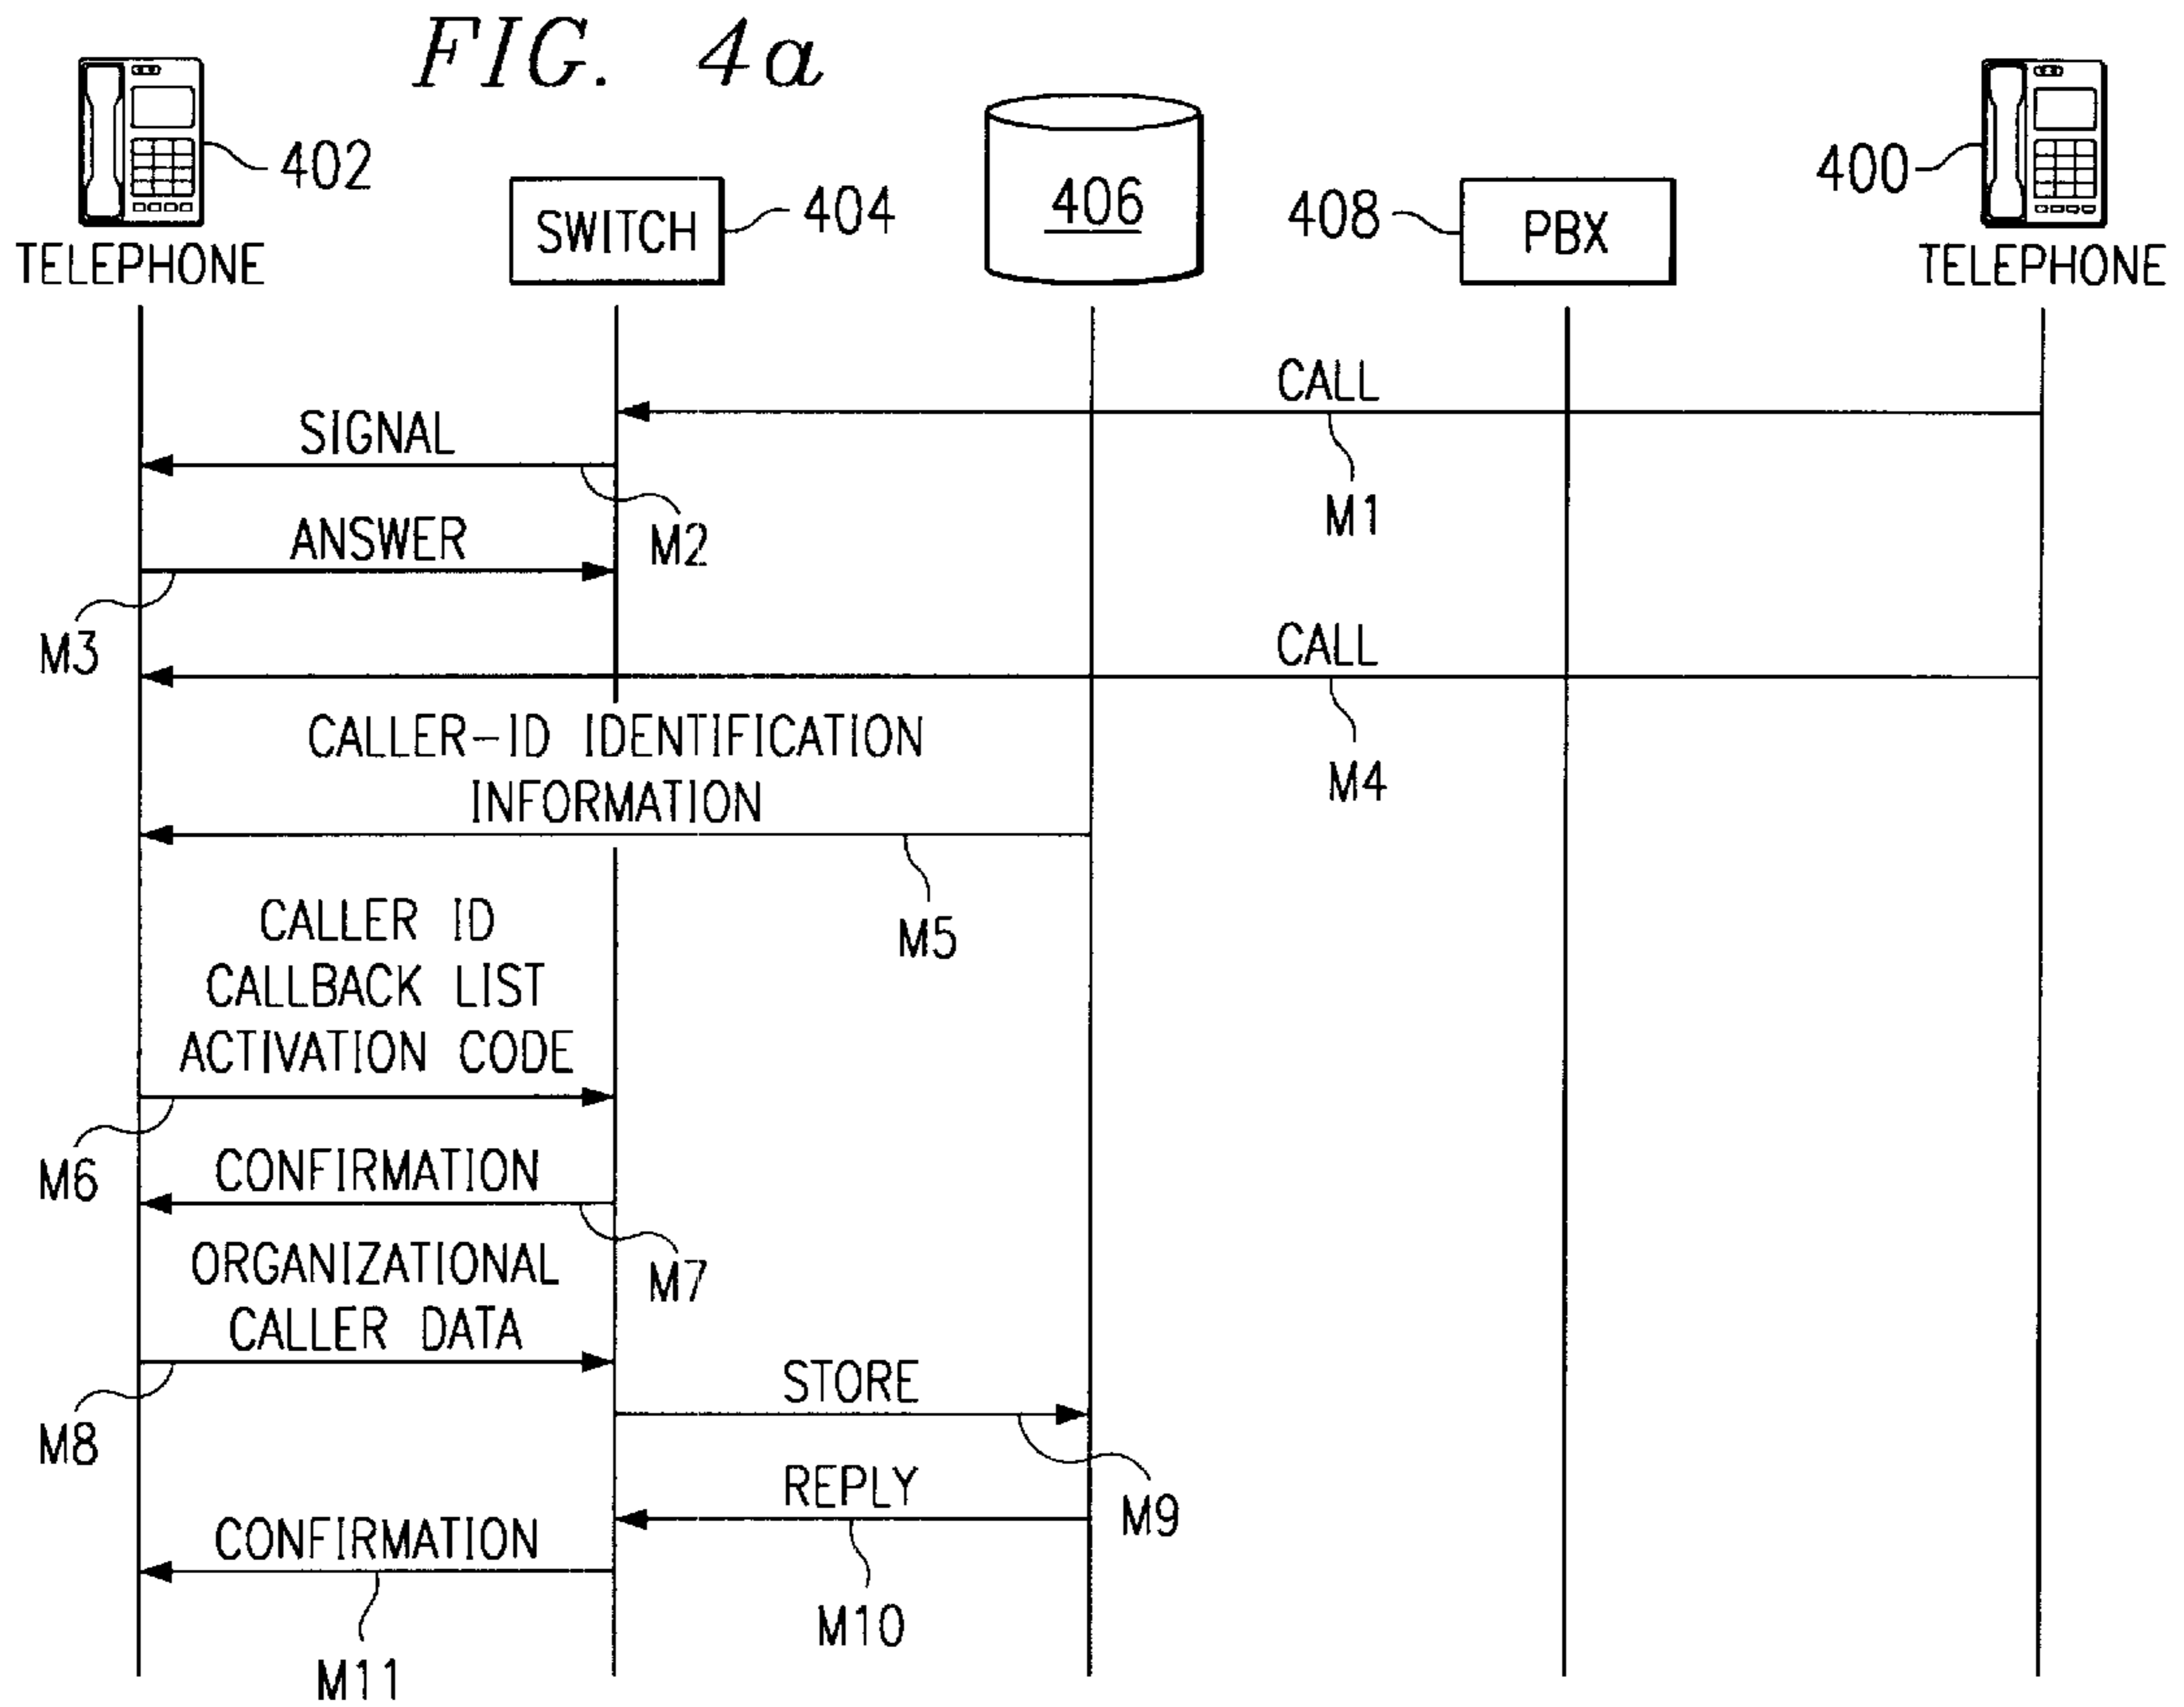 FIG. 4a
402
TELEPHONE
SWITCH
404
406
408
PBX
400
TELEPHONE
CALL
M1
SIGNAL
M2
ANSWER
M3
CALL
M4
CALLER-ID IDENTIFICATION
INFORMATION
M5
CALLER ID
CALLBACK LIST
ACTIVATION CODE
M6
CONFIRMATION
M7
ORGANIZATIONAL
CALLER DATA
M8
STORE
M9
REPLY
M10
CONFIRMATION
M11